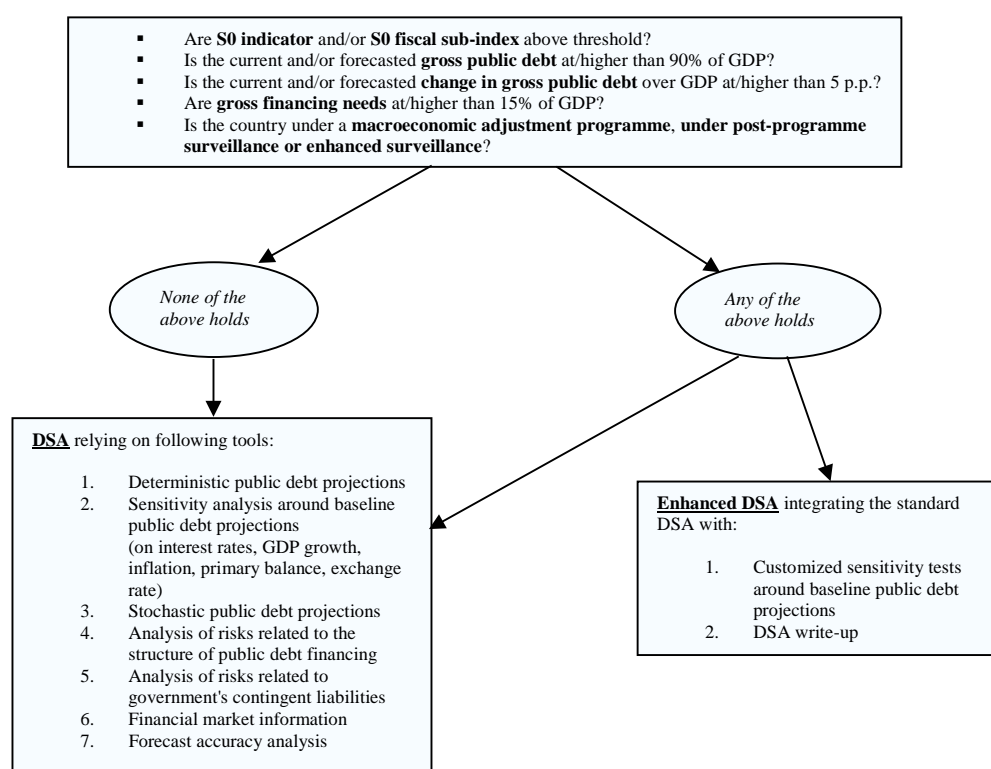 ▪ Are S0 indicator and/or S0 fiscal sub-index above threshold?
▪ Is the current and/or forecasted gross public debt at/higher than 90% of GDP?
▪ Is the current and/or forecasted change in gross public debt over GDP at/higher than 5 p.p.?
▪ Are gross financing needs at/higher than 15% of GDP?
▪ Is the country under a macroeconomic adjustment programme, under post-programme
surveillance or enhanced surveillance?
None of the
above holds
Any of the
above holds
DSA relying on following tools:
1. Deterministic public debt projections
2. Sensitivity analysis around baseline
public debt projections
(on interest rates, GDP growth,
inflation, primary balance, exchange
rate)
3. Stochastic public debt projections
4. Analysis of risks related to the
structure of public debt financing
5. Analysis of risks related to
government's contingent liabilities
6. Financial market information
7. Forecast accuracy analysis
Enhanced DSA integrating the standard
DSA with:
1. Customized sensitivity tests
around baseline public debt
projections
2. DSA write-up